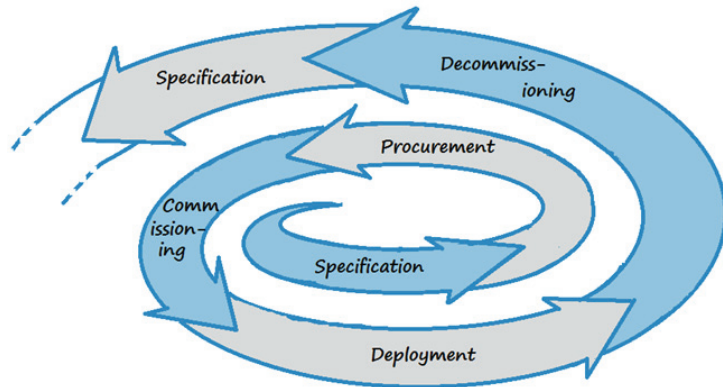 Specification
Decommiss-
ioning
Procurement
Comm
ission-
ing
Specification
Deployment